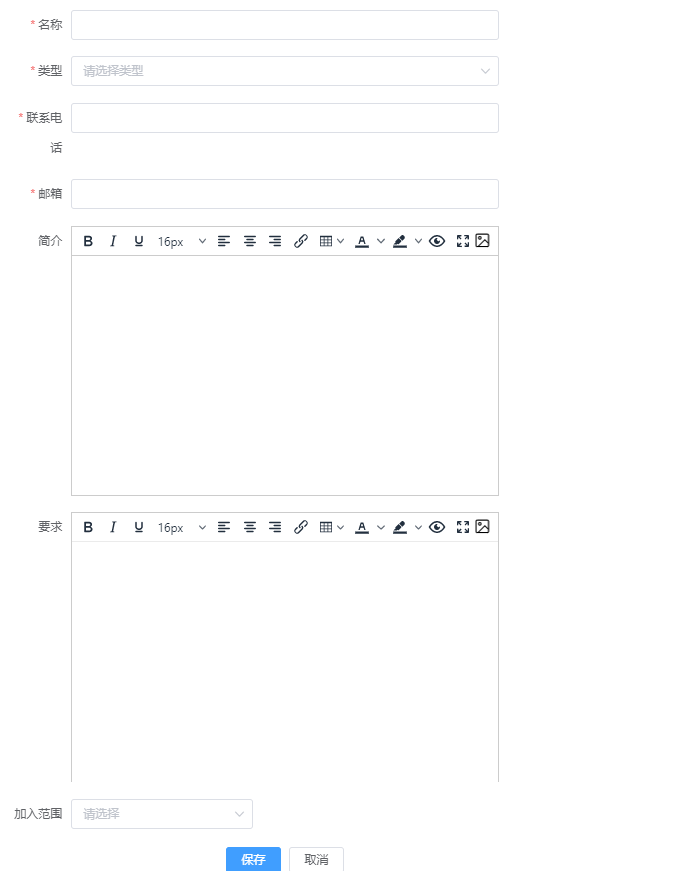 * 名称
* 类型 请选择类型
* 联系电
话
* 邮箱
简介 B I U 16px A
要求 B I U 16px A
加入范围 请选择
保存 取消